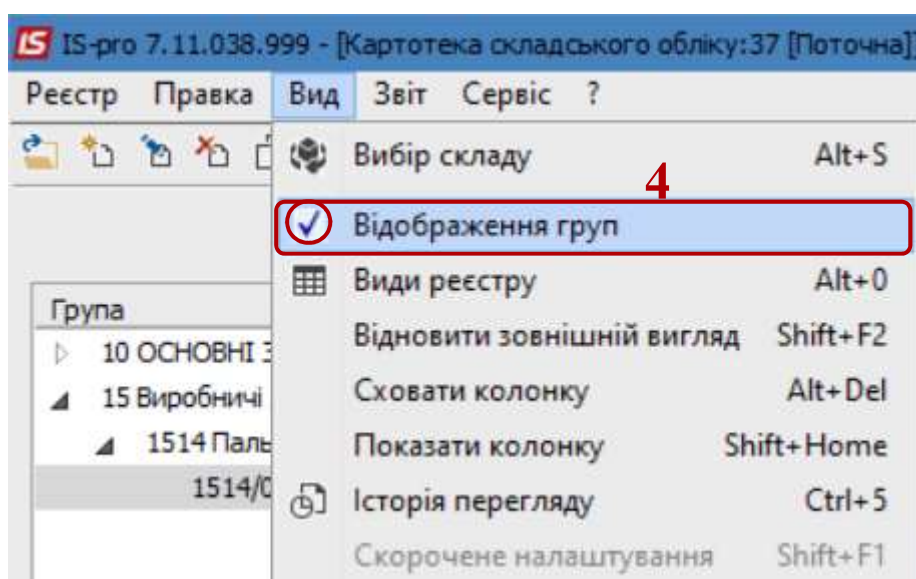 IS IS-pro 7.11.038.999 - [Картотека складського обліку:37 [Поточна]]
Реєстр Правка Вид Звіт Сервіс ?
Вибір складу Alt+S
4
Відображення груп
Види реєстру Alt+0
Група
Відновити зовнішній вигляд Shift+F2
10 ОСНОВНІ З
Сховати колонку Alt+Del
15 Виробничі
Показати колонку Shift+Home
1514 Паль
Історія перегляду Ctrl+5
1514/0
Скорочене налаштування Shift+F1